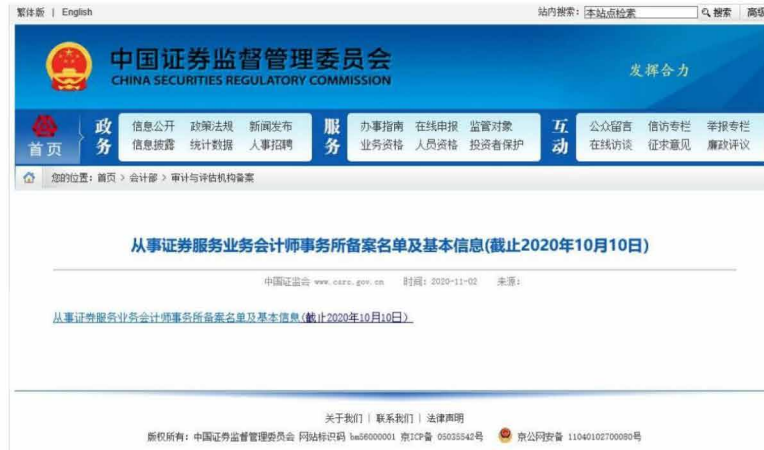 繁体版 | English
站内搜索: 本站点检索 搜索 高级
中国证券监督管理委员会
CHINA SECURITIES REGULATORY COMMISSION
发挥合力
首页
政务
信息公开 政策法规 新闻发布
信息披露 统计数据 人事招聘
服务
办事指南 在线申报 监管对象
业务资格 人员资格 投资者保护
互动
公众留言 信访专栏 举报专栏
在线访谈 征求意见 廉政评议
您的位置: 首页 > 会计部 > 审计与评估机构备案
从事证券服务业务会计师事务所备案名单及基本信息(截止2020年10月10日)
中国证监会 www.csrc.gov.cn 时间: 2020-11-02 来源:
从事证券服务业务会计师事务所备案名单及基本信息(截止2020年10月10日)
关于我们 | 联系我们 | 法律声明
版权所有: 中国证券监督管理委员会 网站标识码 bm56000001 京ICP备 05035542号 京公网安备 11040102700080号